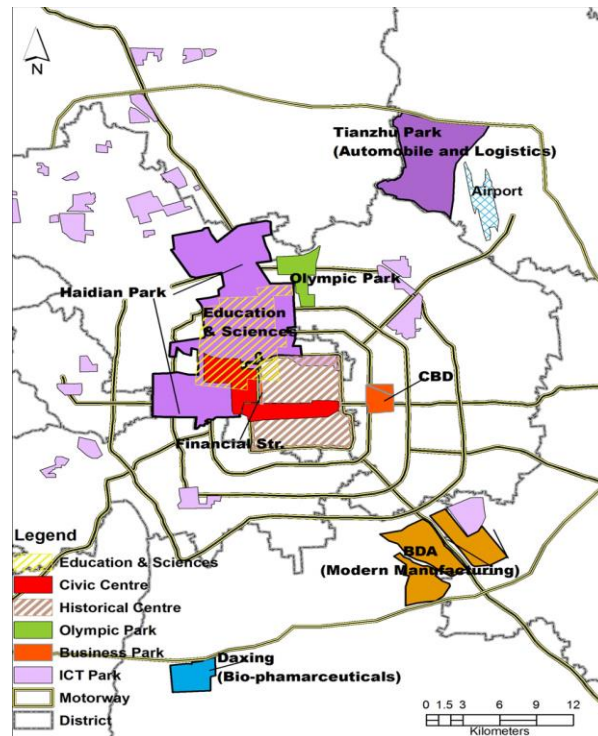 N
Tianzhu Park
(Automobile and Logistics)
Airport
Olympic Park
Haidian Park
Education
& Sciences
CBD
Financial Str.
BDA
(Modern Manufacturing)
Daxing
(Bio-phamarceuticals)
Legend
Education & Sciences
Civic Centre
Historical Centre
Olympic Park
Business Park
ICT Park
Motorway
District
0 1.5 3 6 9 12
Kilometers